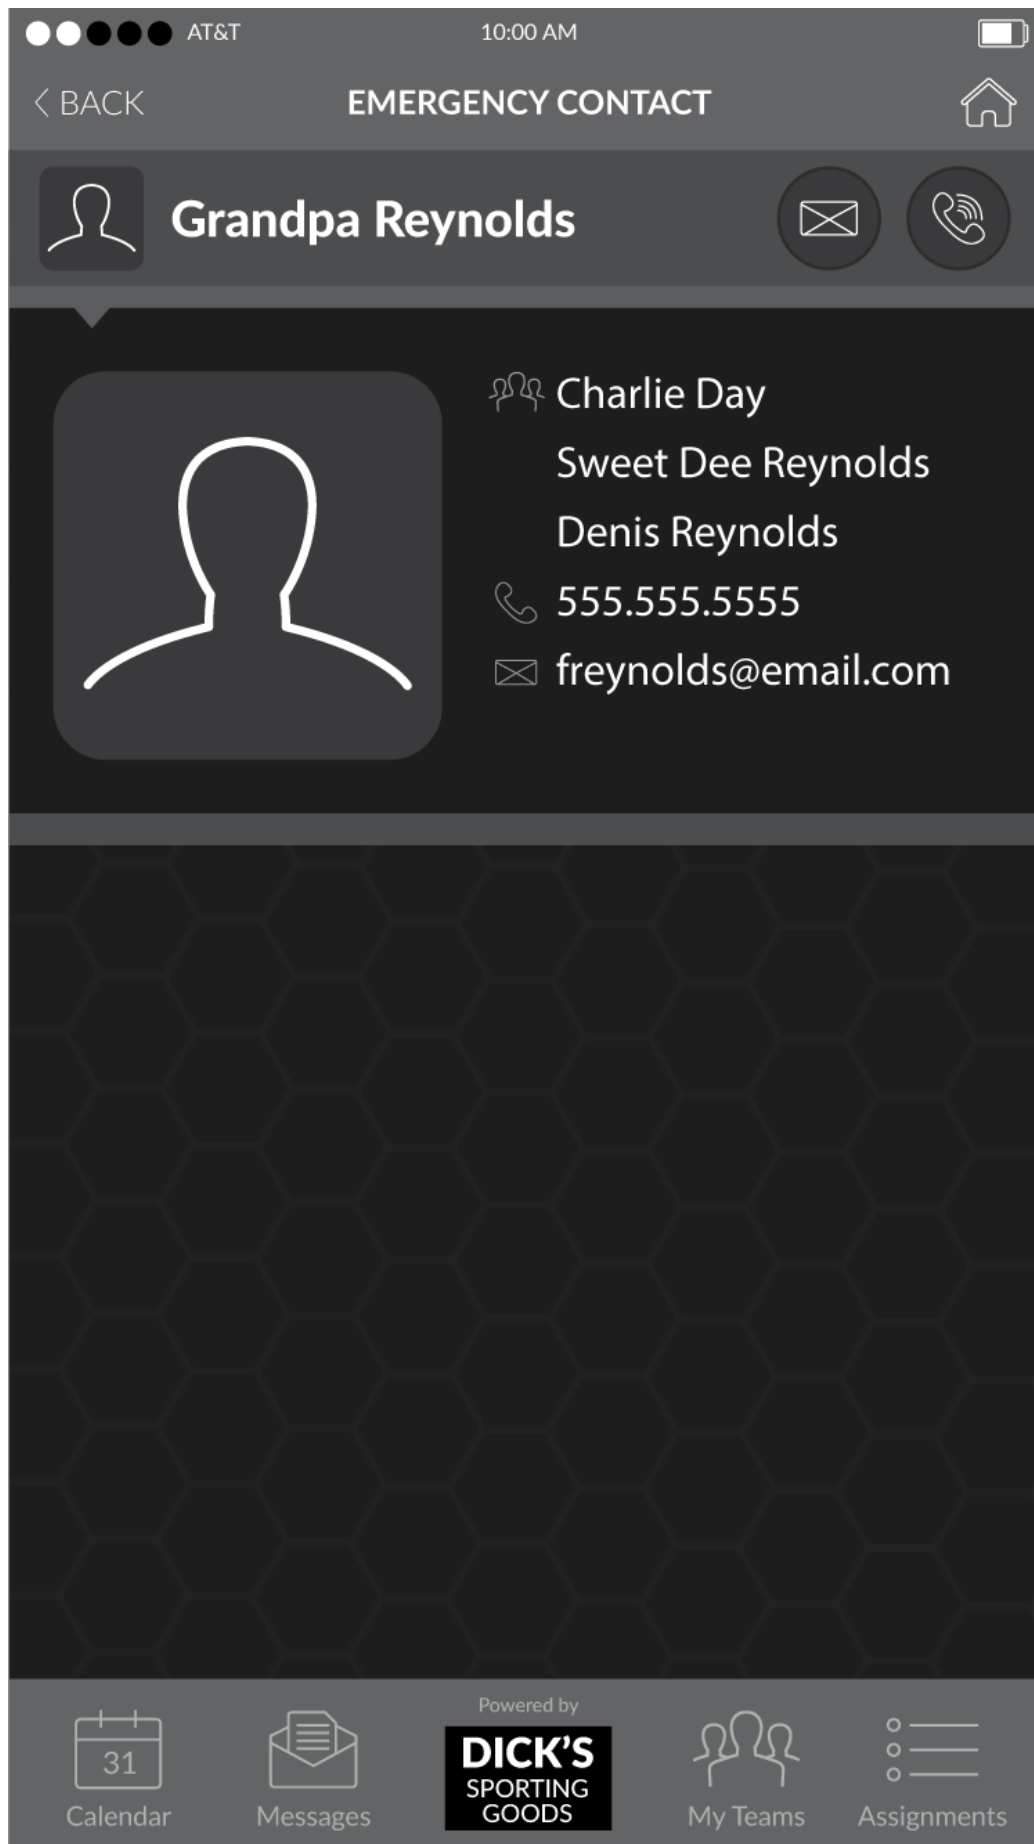 AT&T 10:00 AM
BACK EMERGENCY CONTACT
Grandpa Reynolds
Charlie Day
Sweet Dee Reynolds
Denis Reynolds
555.555.5555
freynolds@email.com
Powered by
DICK'S
SPORTING
GOODS
31
Calendar Messages My Teams Assignments